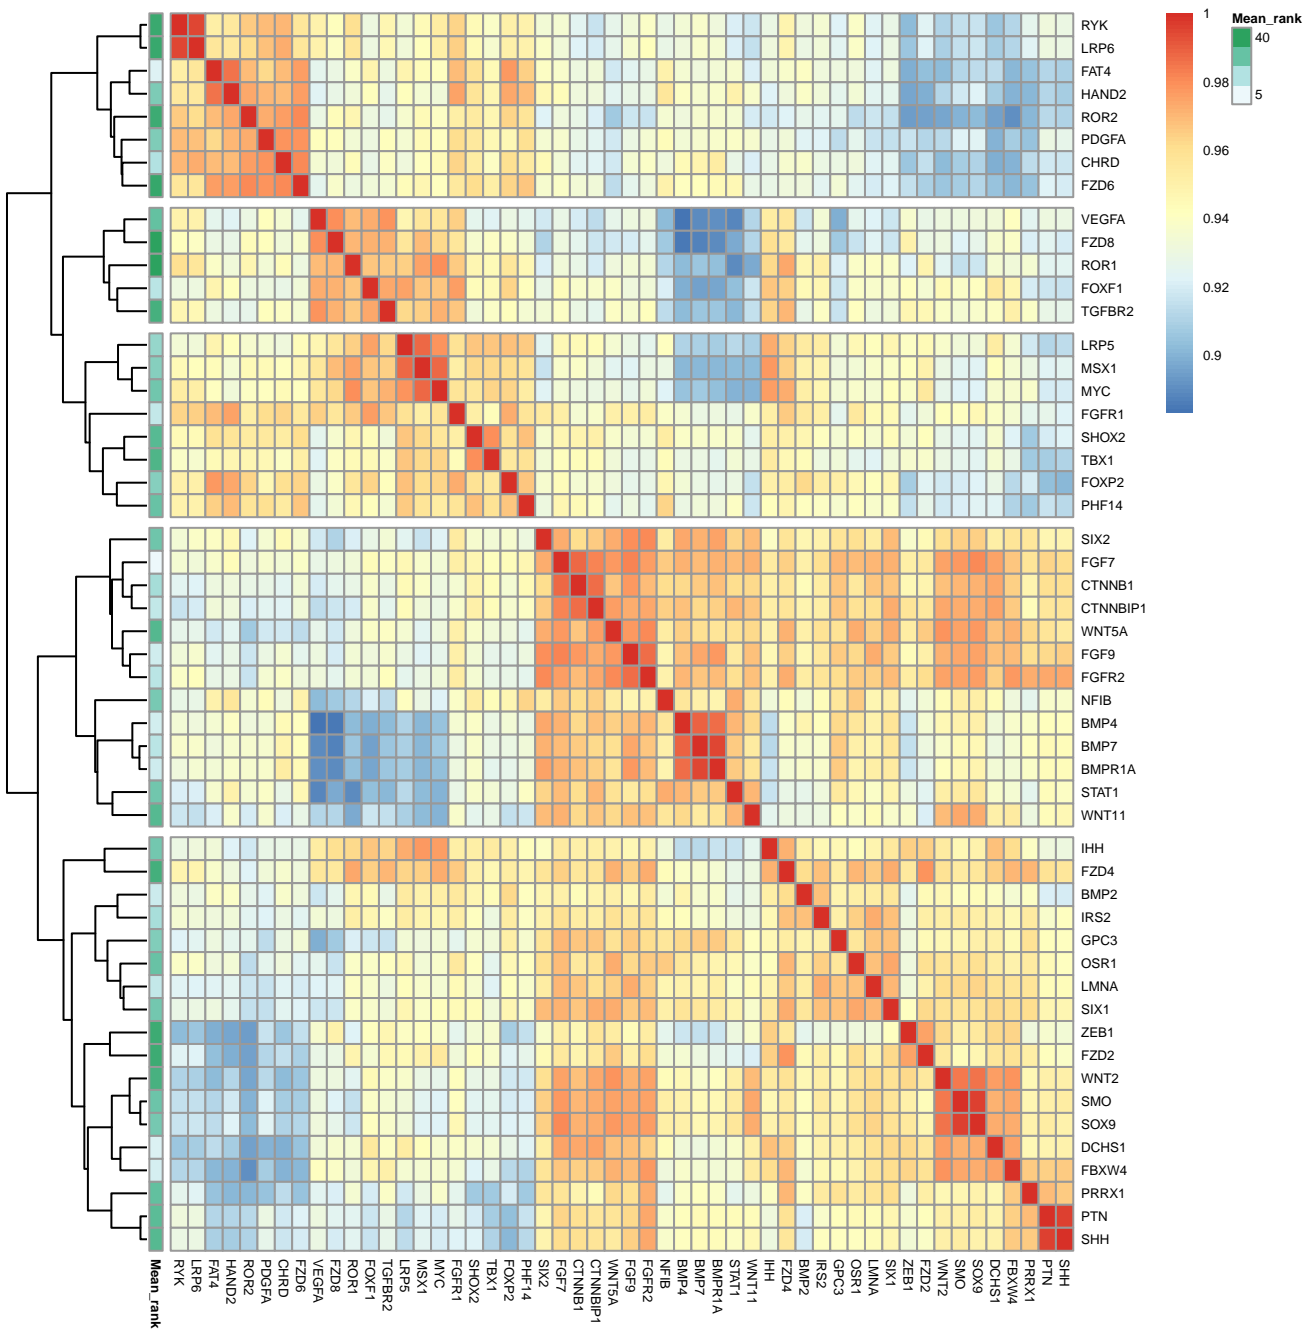 RYK
LRP6
FAT4
HAND2
ROR2
PDGFA
CHRD
FZD6
VEGFA
FZD8
ROR1
FOXF1
TGFBR2
LRP5
MSX1
MYC
FGFR1
SHOX2
TBX1
FOXP2
PHF14
SIX2
FGF7
CTNNB1
CTNNBIP1
WNT5A
FGF9
FGFR2
NFIB
BMP4
BMP7
BMPR1A
STAT1
WNT11
IHH
FZD4
BMP2
IRS2
GPC3
OSR1
LMNA
SIX1
ZEB1
FZD2
WNT2
SMO
SOX9
DCHS1
FBXW4
PRRX1
PTN
SHH
1
0.98
0.96
0.94
0.92
0.9
Mean_rank
40
5
Mean_rank
RYK
LRP6
FAT4
HAND2
ROR2
PDGFA
CHRD
FZD6
VEGFA
FZD8
ROR1
FOXF1
TGFBR2
LRP5
MSX1
MYC
FGFR1
SHOX2
TBX1
FOXP2
PHF14
SIX2
FGF7
CTNNB1
CTNNBIP1
WNT5A
FGF9
FGFR2
NFIB
BMP4
BMP7
BMPR1A
STAT1
WNT11
IHH
FZD4
BMP2
IRS2
GPC3
OSR1
LMNA
SIX1
ZEB1
FZD2
WNT2
SMO
SOX9
DCHS1
FBXW4
PRRX1
PTN
SHH